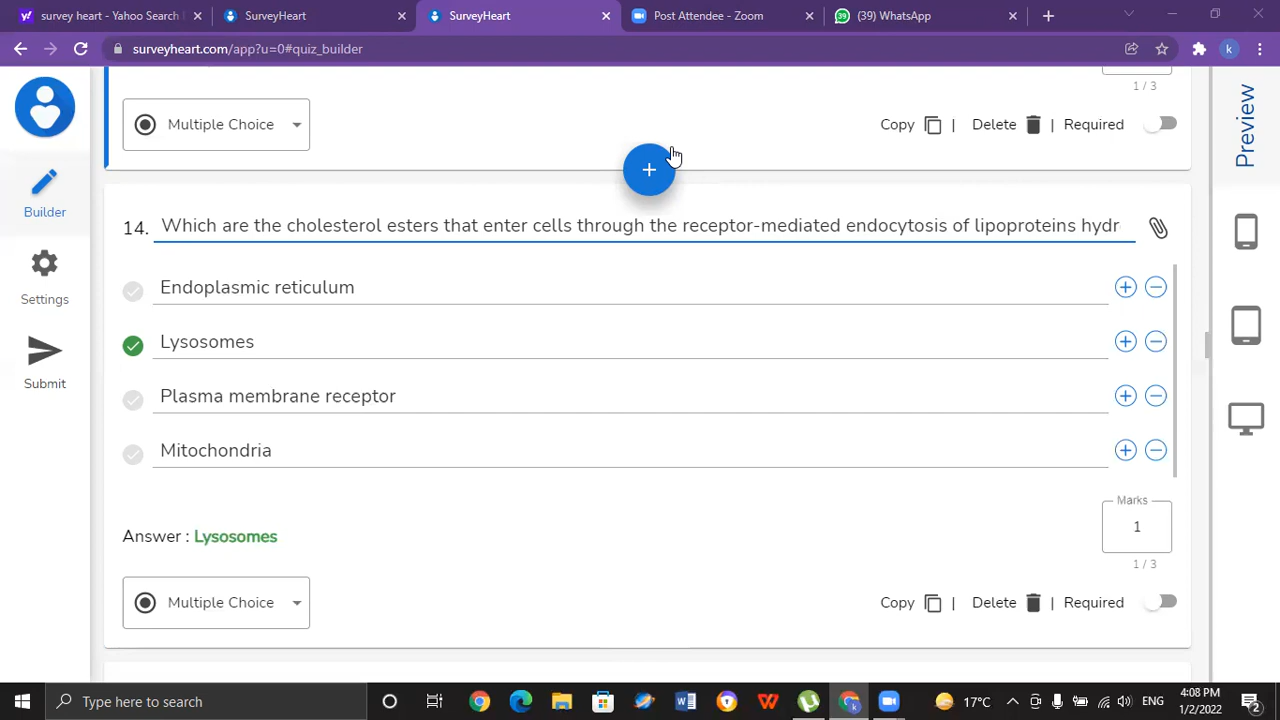 survey heart - Yahoo Search
SurveyHeart
SurveyHeart
Post Attendee - Zoom
(39) WhatsApp
surveyheart.com/app?u=0#quiz_builder
k
1 / 3
Multiple Choice
Copy | Delete | Required
Preview
Builder
Settings
Submit
14. Which are the cholesterol esters that enter cells through the receptor-mediated endocytosis of lipoproteins hydr
Endoplasmic reticulum
Lysosomes
Plasma membrane receptor
Mitochondria
Marks
1
1 / 3
Answer : Lysosomes
Multiple Choice
Copy | Delete | Required
Type here to search
17°C
ENG
4:08 PM
1/2/2022
2